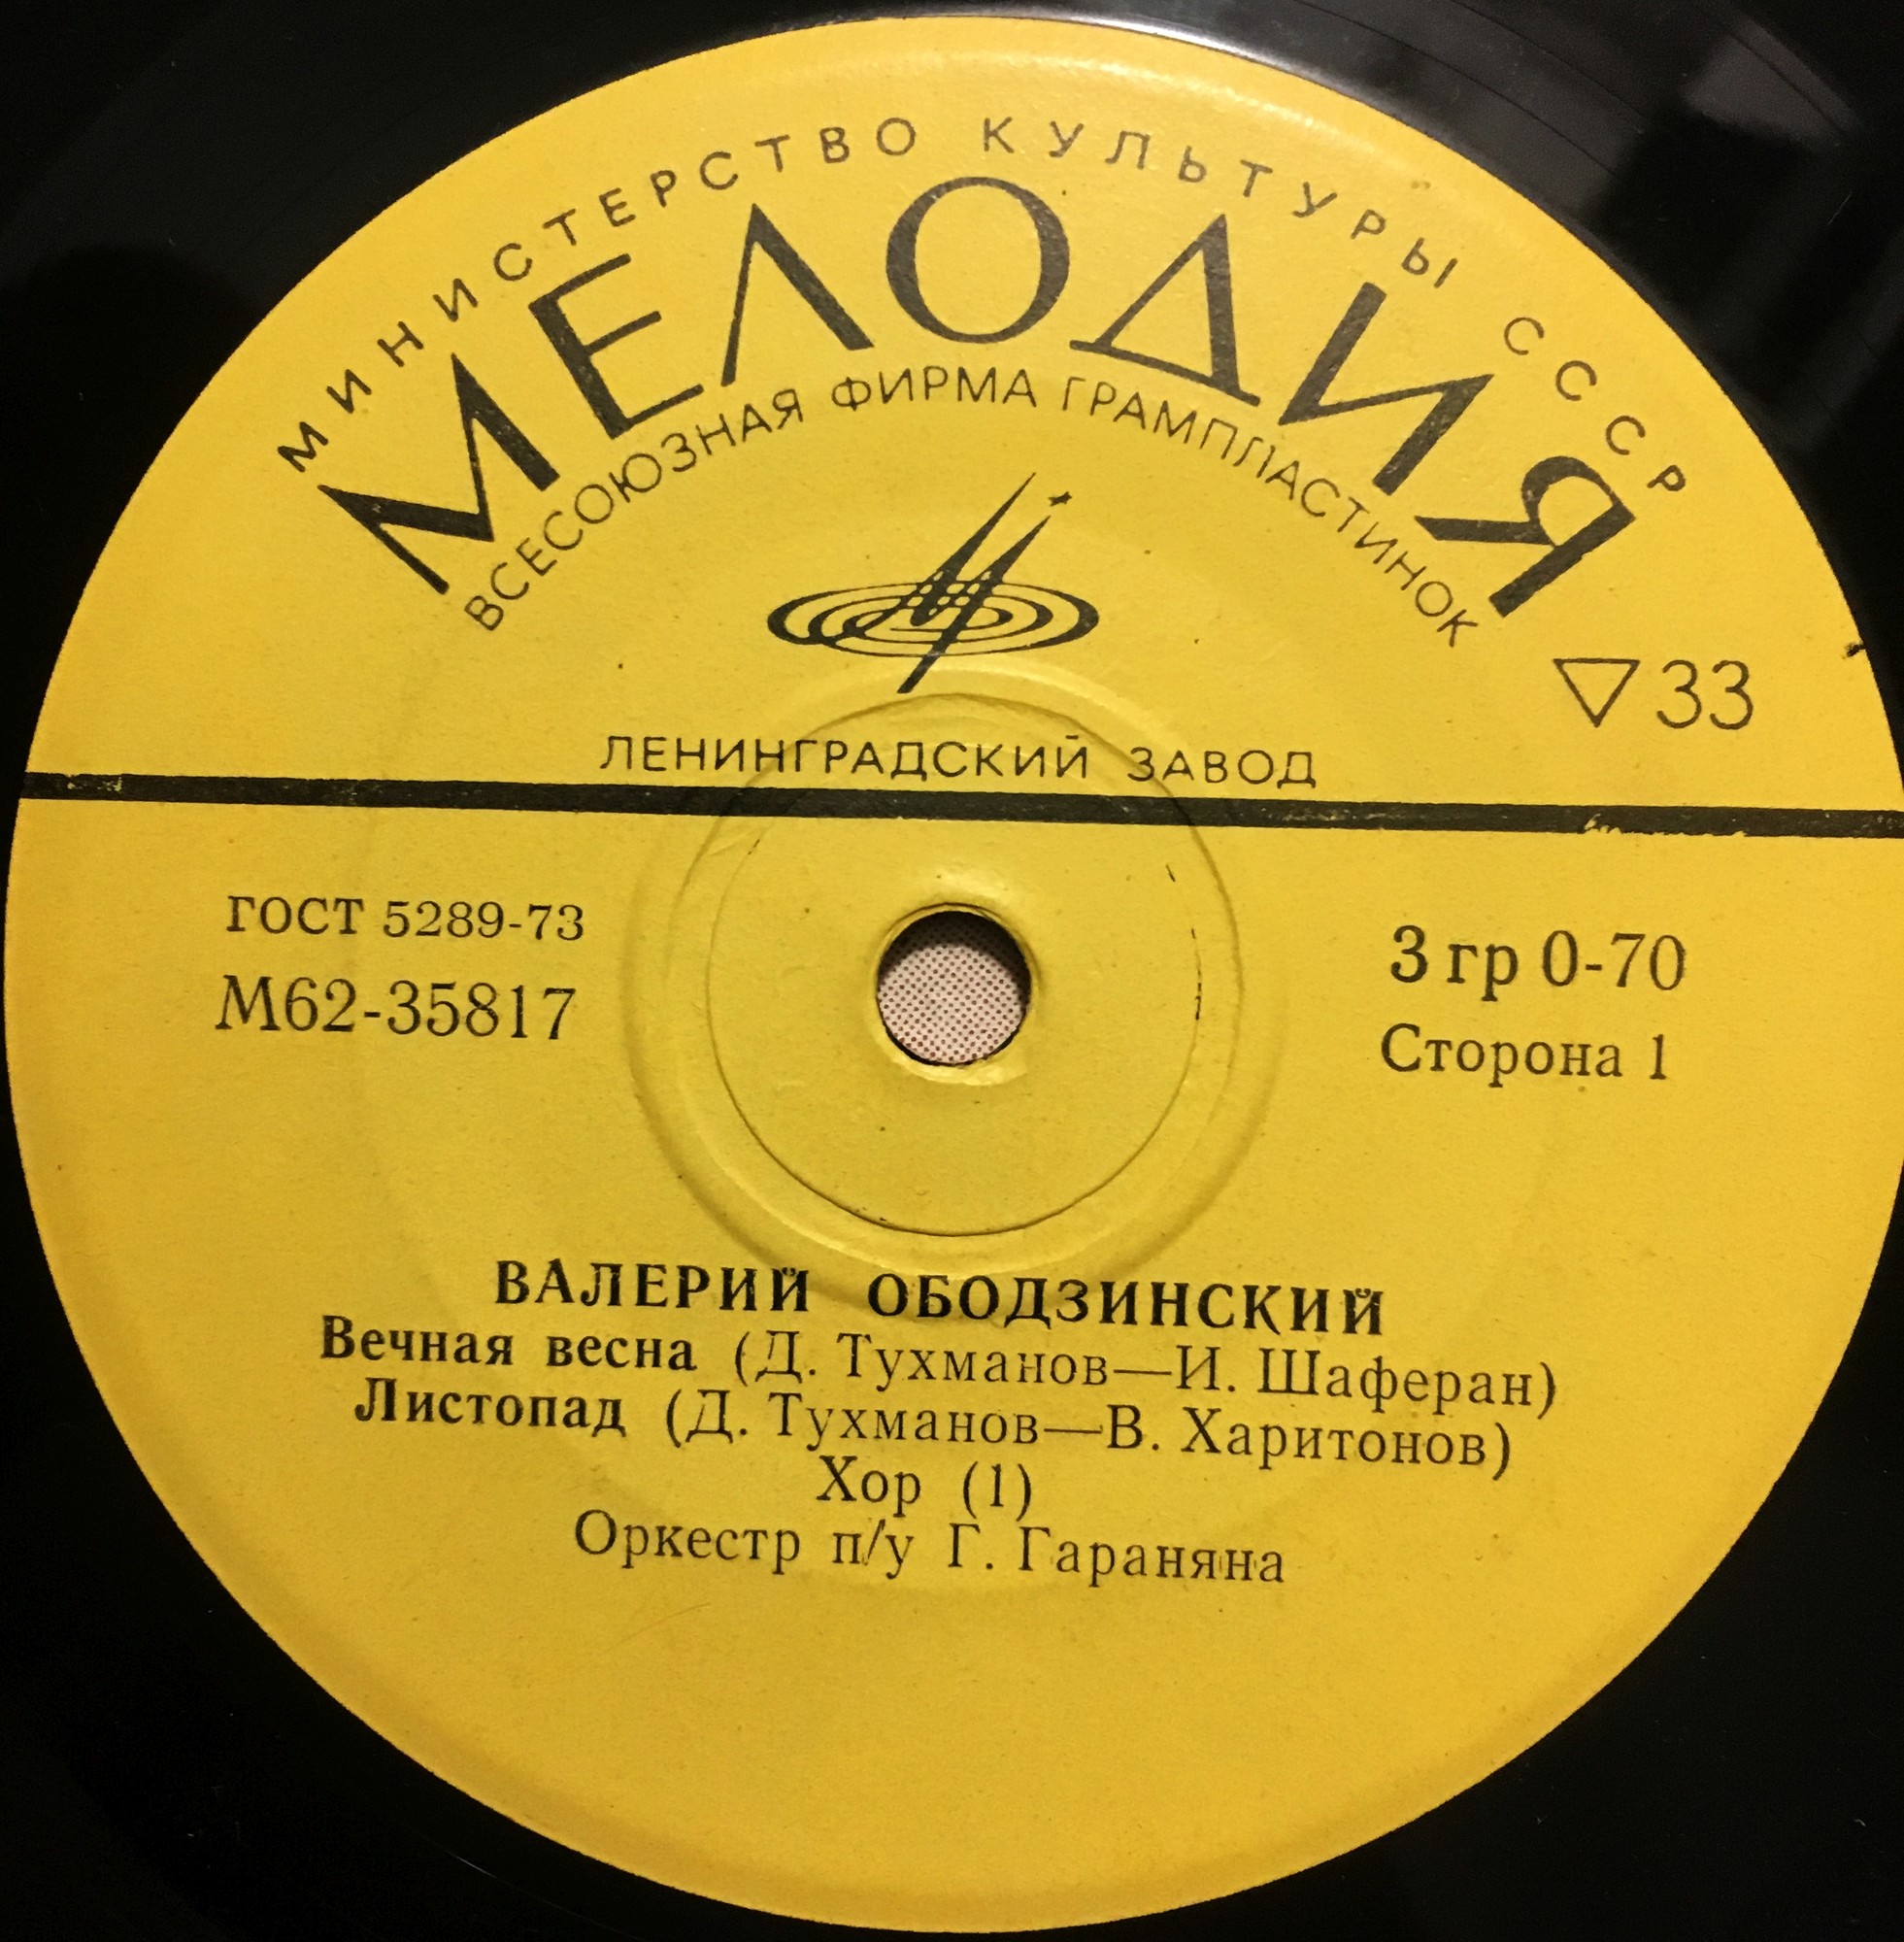 МИНИСТЕРСТВО КУЛЬТУРЫ СССР
МЕЛОДИЯ
ВСЕСОЮЗНАЯ ФИРМА ГРАМПЛАСТИНОК
▽33
ЛЕНИНГРАДСКИЙ ЗАВОД
ГОСТ 5289-73
М62-35817
3 гр 0-70
Сторона 1
ВАЛЕРИЙ ОБОДЗИНСКИЙ
Вечная весна (Д. Тухманов—И. Шаферан)
Листопад (Д. Тухманов—В. Харитонов)
Хор (1)
Оркестр п/у Г. Гараняна